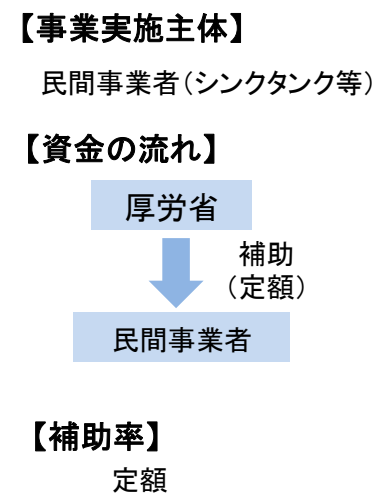 【事業実施主体】
民間事業者（シンクタンク等）
【資金の流れ】
厚労省
補助
（定額）
民間事業者
【補助率】
定額